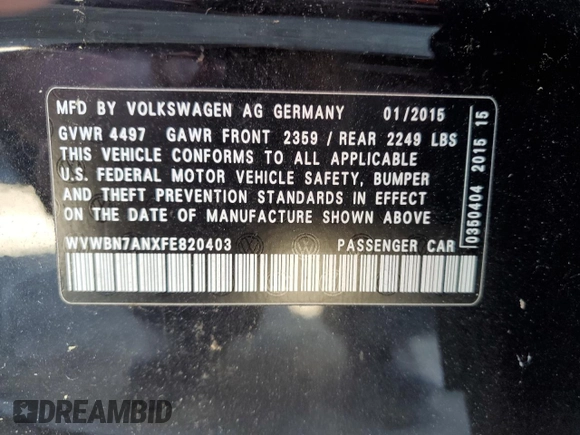 MFD BY VOLKSWAGEN AG GERMANY 01/2015
GVWR 4497 GAWR FRONT 2359 / REAR 2249 LBS
THIS VEHICLE CONFORMS TO ALL APPLICABLE
U.S. FEDERAL MOTOR VEHICLE SAFETY, BUMPER
AND THEFT PREVENTION STANDARDS IN EFFECT
ON THE DATE OF MANUFACTURE SHOWN ABOVE
WVWBN7ANXFE820403 PASSENGER CAR
0350404 2015 15
DREAMBID